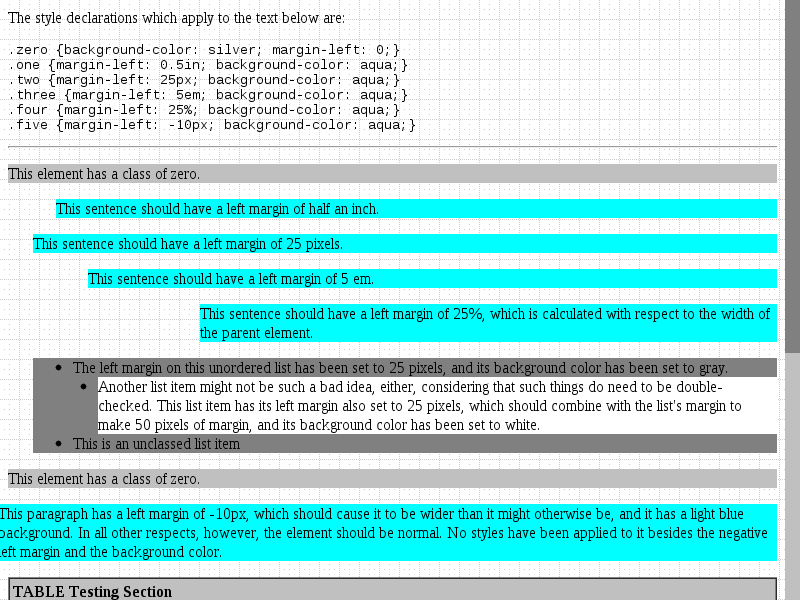 The style declarations which apply to the text below are:
.zero {background-color: silver; margin-left: 0;}
.one {margin-left: 0.5in; background-color: aqua;}
.two {margin-left: 25px; background-color: aqua;}
.three {margin-left: 5em; background-color: aqua;}
.four {margin-left: 25%; background-color: aqua;}
.five {margin-left: -10px; background-color: aqua;}
This element has a class of zero.
This sentence should have a left margin of half an inch.
This sentence should have a left margin of 25 pixels.
This sentence should have a left margin of 5 em.
This sentence should have a left margin of 25%, which is calculated with respect to the width of
the parent element.
• The left margin on this unordered list has been set to 25 pixels, and its background color has been set to gray.
• Another list item might not be such a bad idea, either, considering that such things do need to be double-
checked. This list item has its left margin also set to 25 pixels, which should combine with the list's margin to
make 50 pixels of margin, and its background color has been set to white.
• This is an unclassed list item
This element has a class of zero.
This paragraph has a left margin of -10px, which should cause it to be wider than it might otherwise be, and it has a light blue
background. In all other respects, however, the element should be normal. No styles have been applied to it besides the negative
left margin and the background color.
TABLE Testing Section